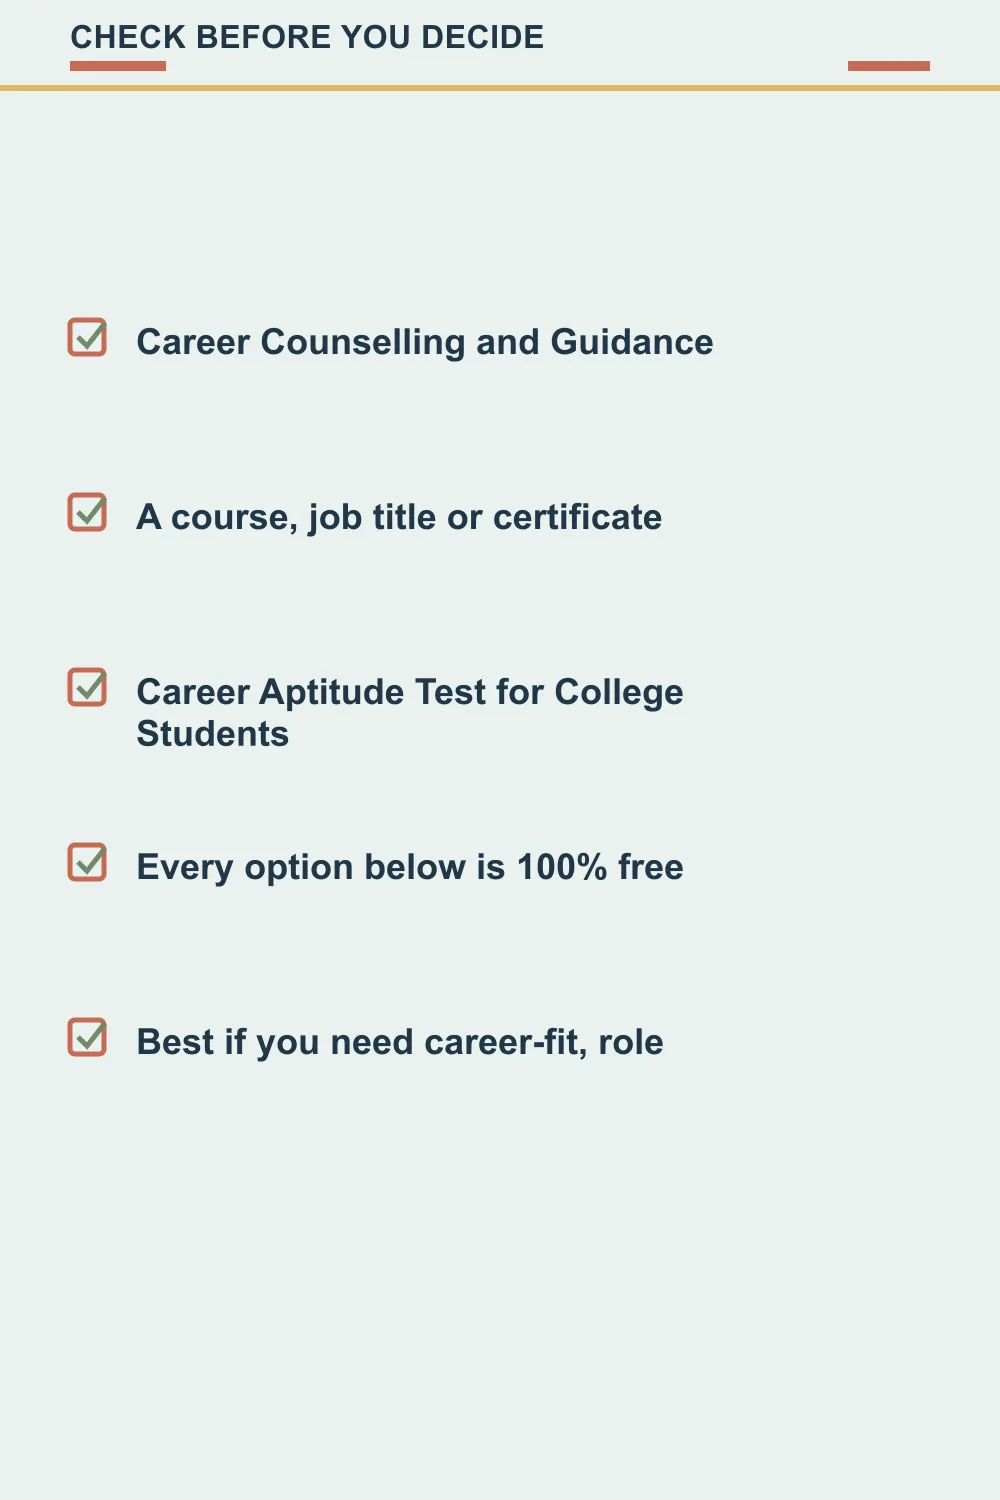 CHECK BEFORE YOU DECIDE
Career Counselling and Guidance
A course, job title or certificate
Career Aptitude Test for College
Students
Every option below is 100% free
Best if you need career-fit, role